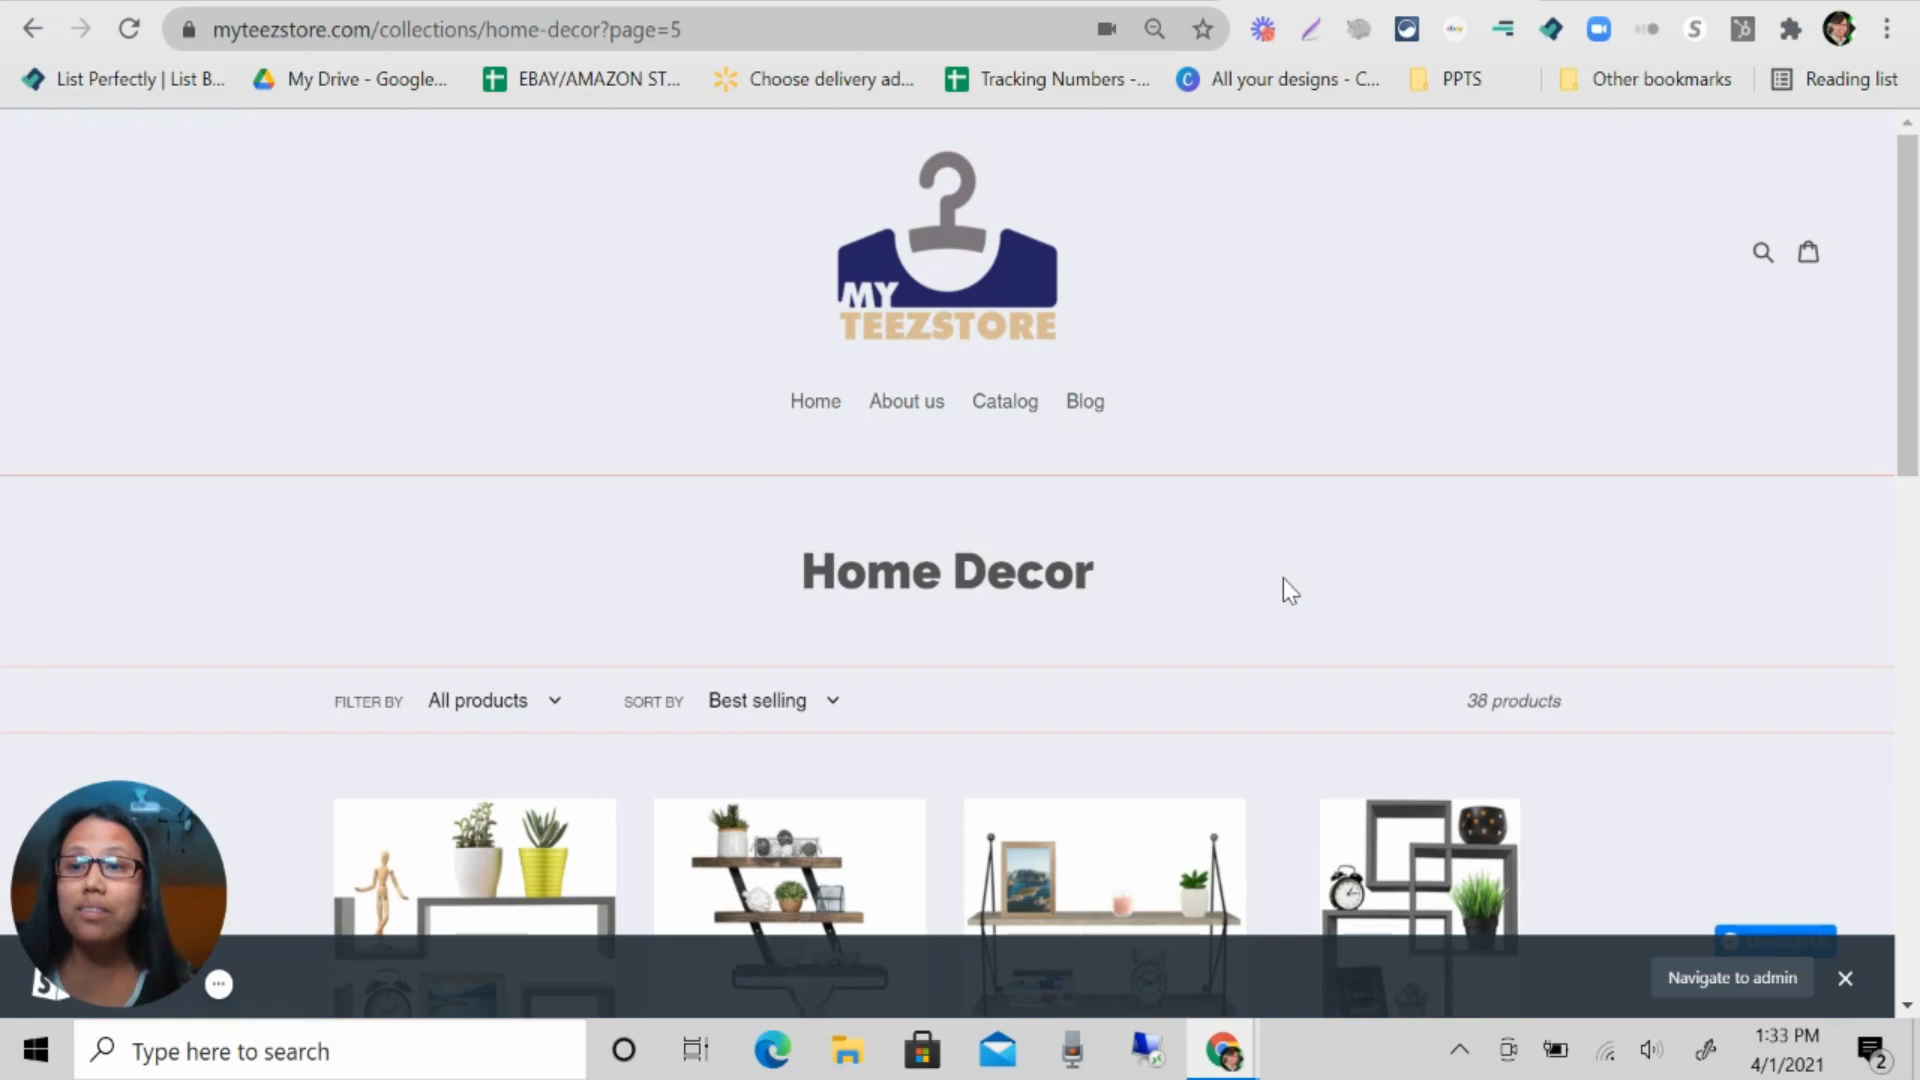 myteezstore.com/collections/home-decor?page=5
List Perfectly | List B...
My Drive - Google...
EBAY/AMAZON ST...
Choose delivery ad...
Tracking Numbers -...
All your designs - C...
PPTS
Other bookmarks
Reading list
MY
TEEZSTORE
Home About us Catalog Blog
Home Decor
FILTER BY All products SORT BY Best selling 38 products
Navigate to admin
Type here to search
1:33 PM
4/1/2021
2